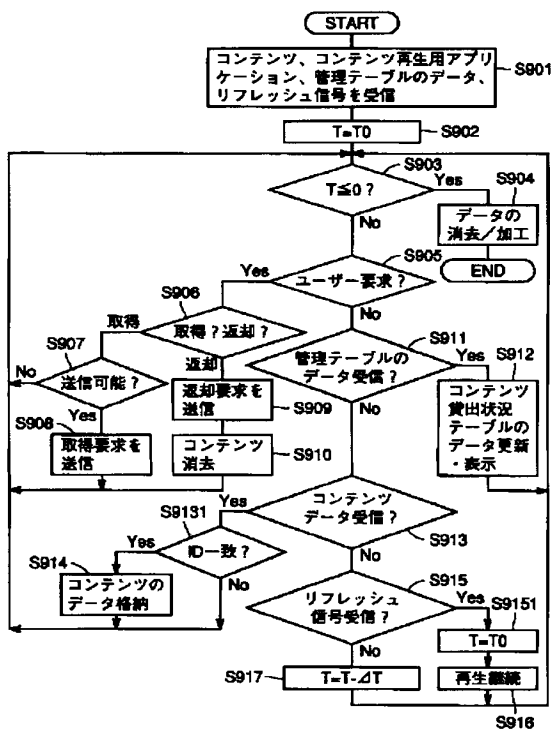 START
コンテンツ、コンテンツ再生用アプリ
ケーション、管理テーブルのデータ、
リフレッシュ信号を受信
S901
T=T0
S902
S903
T≦0?
Yes
No
S904
データの
消去/加工
END
S905
ユーザー要求?
Yes
No
S906
取得?返却?
取得
返却
S907
送信可能?
No
Yes
S908
取得要求を
送信
返却要求を
送信
S909
コンテンツ
消去
S910
S911
管理テーブルの
データ受信?
Yes
No
S912
コンテンツ
貸出状況
テーブルの
データ更新
・表示
コンテンツ
データ受信?
Yes
No
S913
S9131
ID一致?
Yes
No
S914
コンテンツの
データ格納
S915
リフレッシュ
信号受信?
Yes
No
S9151
T=T0
再生継続
S916
S917
T=T-⊿T